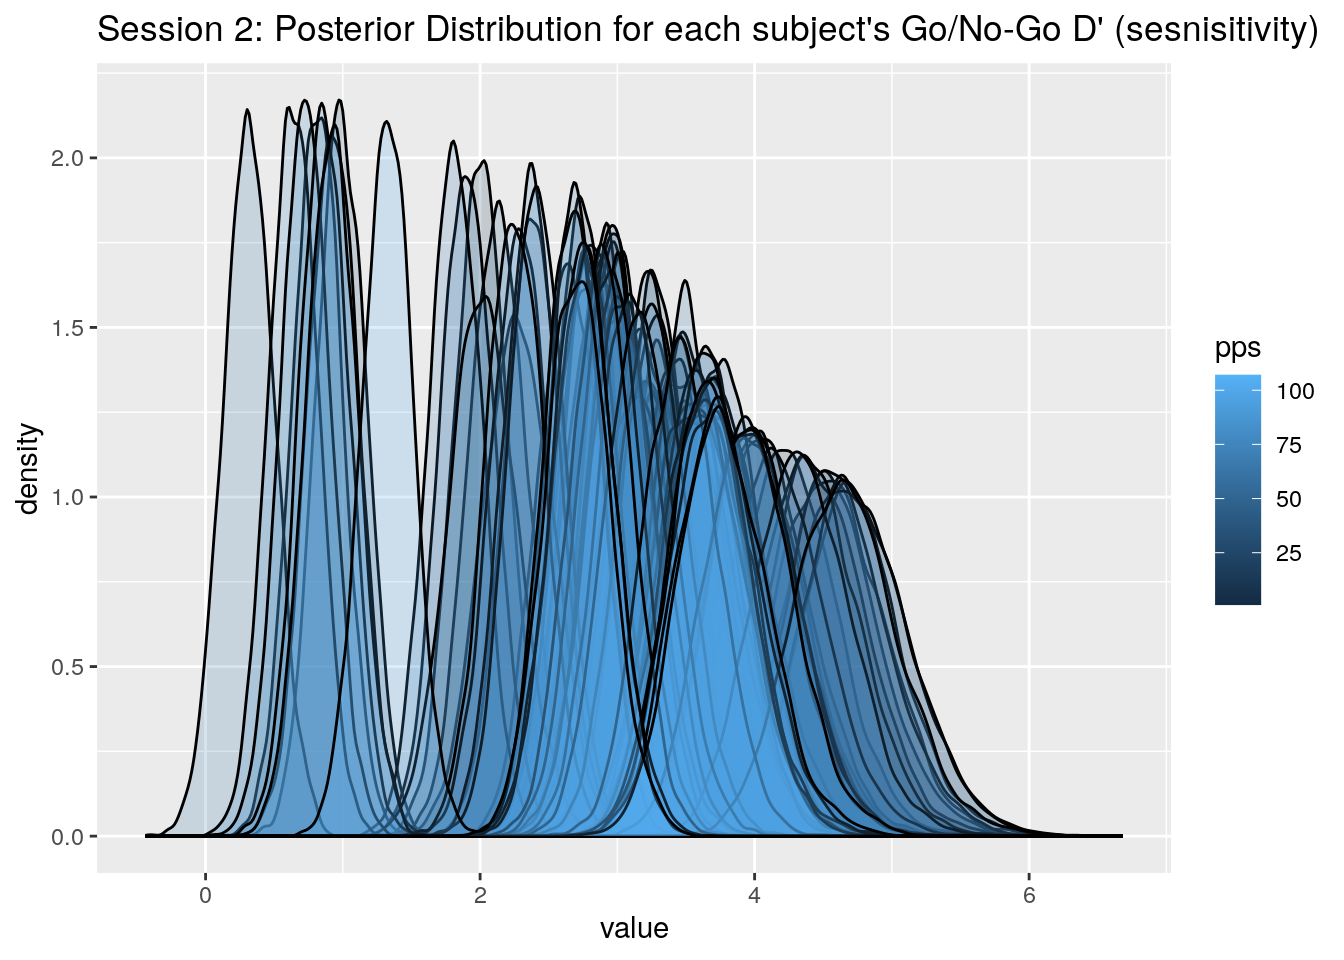 Session 2: Posterior Distribution for each subject's Go/No-Go D' (sesnisitivity)
density
2.0
1.5
1.0
0.5
0.0
0 2 4 6
value
pps
100
75
50
25